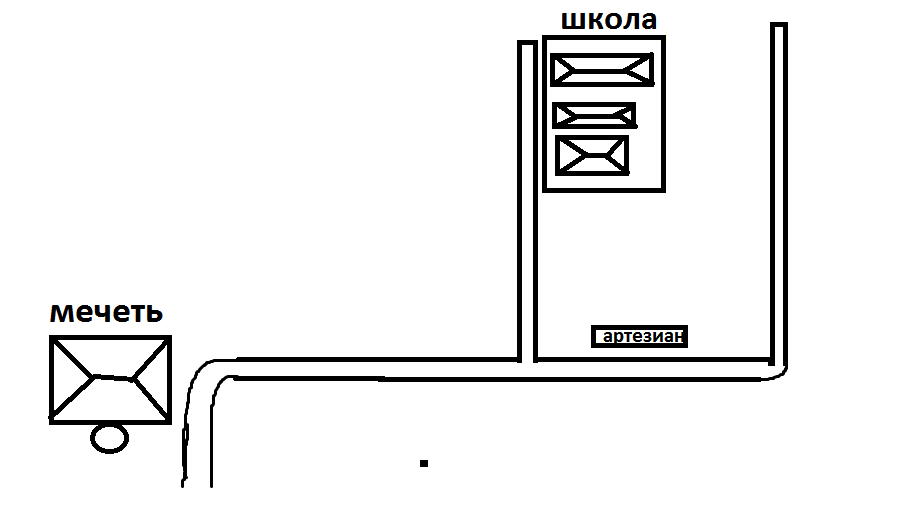 школа
мечеть
артезиан